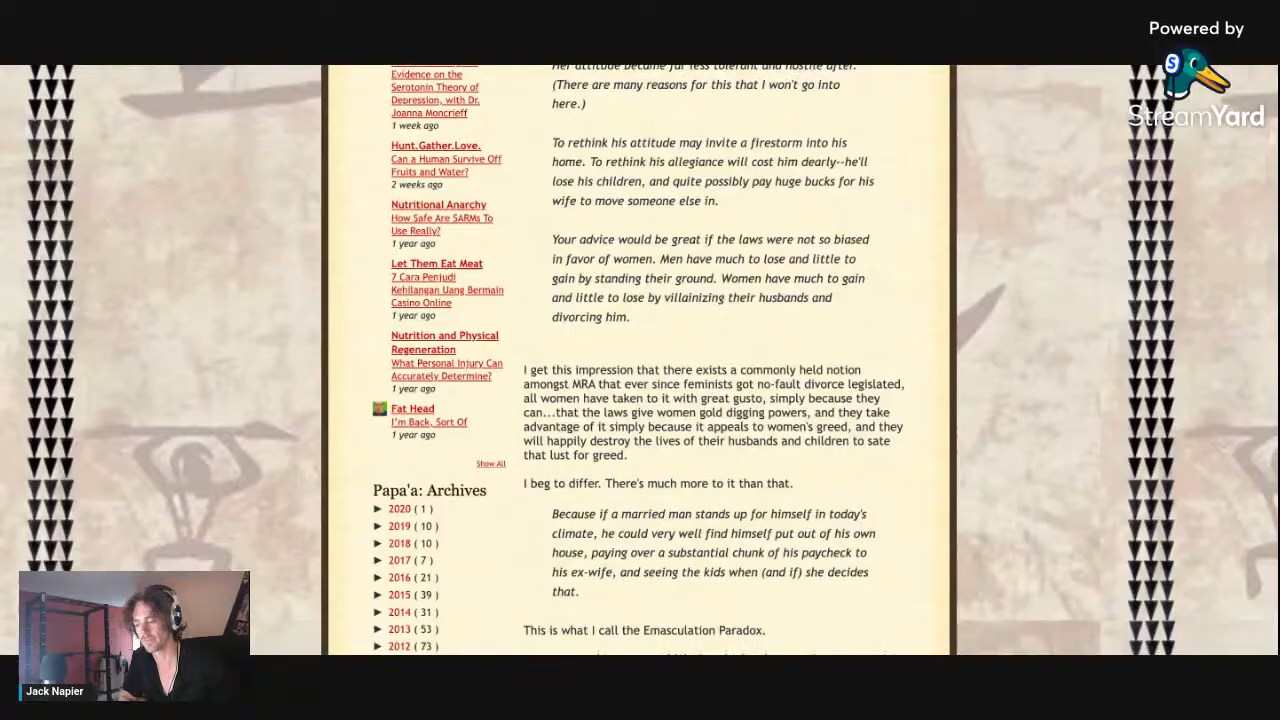 Powered by
StreamYard
Evidence on the
Serotonin Theory of
Depression, with Dr.
Joanna Moncrieff
1 week ago
Hunt.Gather.Love.
Can a Human Survive Off
Fruits and Water?
2 weeks ago
Nutritional Anarchy
How Safe Are SARMs To
Use Really?
1 year ago
Let Them Eat Meat
7 Cara Penjudi
Kehilangan Uang Bermain
Casino Online
1 year ago
Nutrition and Physical
Regeneration
What Personal Injury Can
Accurately Determine?
1 year ago
Fat Head
I'm Back, Sort Of
1 year ago
Show All
Papa'a: Archives
► 2020 ( 1 )
► 2019 ( 10 )
► 2018 ( 10 )
► 2017 ( 7 )
► 2016 ( 21 )
► 2015 ( 39 )
► 2014 ( 31 )
► 2013 ( 53 )
► 2012 ( 73 )
Her attitude became far less tolerant and hostile after.
(There are many reasons for this that I won't go into
here.)
To rethink his attitude may invite a firestorm into his
home. To rethink his allegiance will cost him dearly--he'll
lose his children, and quite possibly pay huge bucks for his
wife to move someone else in.
Your advice would be great if the laws were not so biased
in favor of women. Men have much to lose and little to
gain by standing their ground. Women have much to gain
and little to lose by villainizing their husbands and
divorcing him.
I get this impression that there exists a commonly held notion
amongst MRA that ever since feminists got no-fault divorce legislated,
all women have taken to it with great gusto, simply because they
can...that the laws give women gold digging powers, and they take
advantage of it simply because it appeals to women's greed, and they
will happily destroy the lives of their husbands and children to sate
that lust for greed.
I beg to differ. There's much more to it than that.
Because if a married man stands up for himself in today's
climate, he could very well find himself put out of his own
house, paying over a substantial chunk of his paycheck to
his ex-wife, and seeing the kids when (and if) she decides
that.
This is what I call the Emasculation Paradox.
Jack Napier